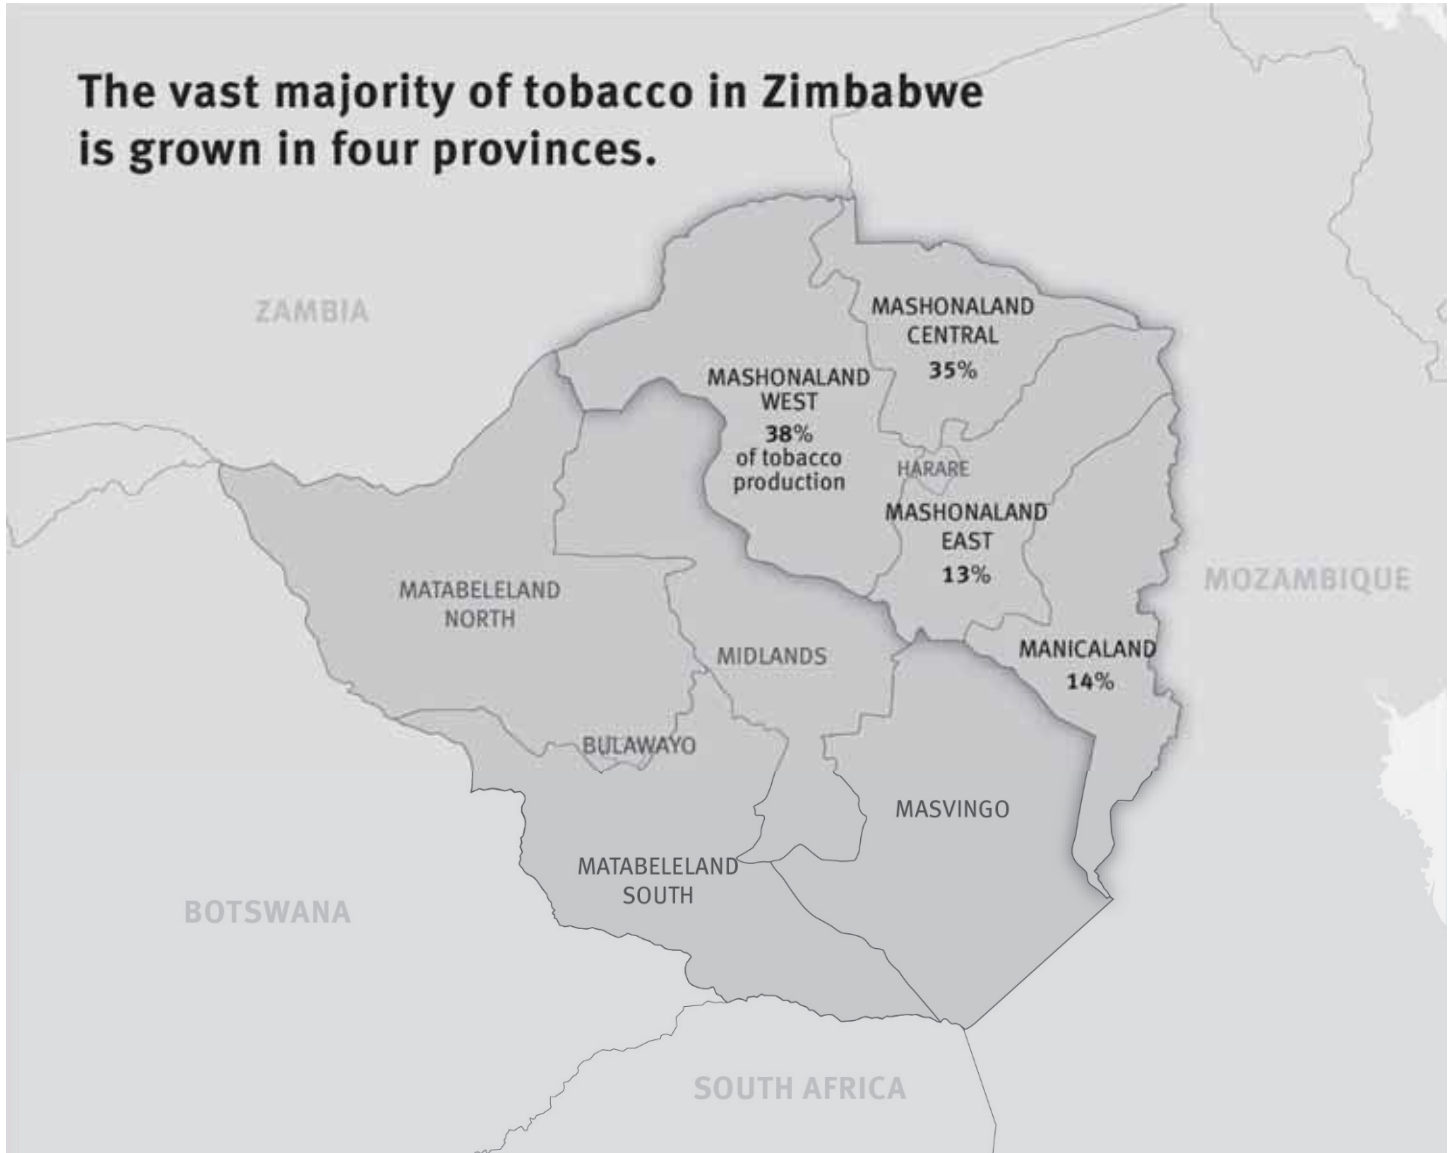 The vast majority of tobacco in Zimbabwe
is grown in four provinces.
ZAMBIA
MASHONALAND
CENTRAL
35%
MASHONALAND
WEST
38%
of tobacco
production
HARARE
MASHONALAND
EAST
13%
MOZAMBIQUE
MATABELELAND
NORTH
MIDLANDS
MANICALAND
14%
BULAWAYO
MASVINGO
MATABELELAND
SOUTH
BOTSWANA
SOUTH AFRICA